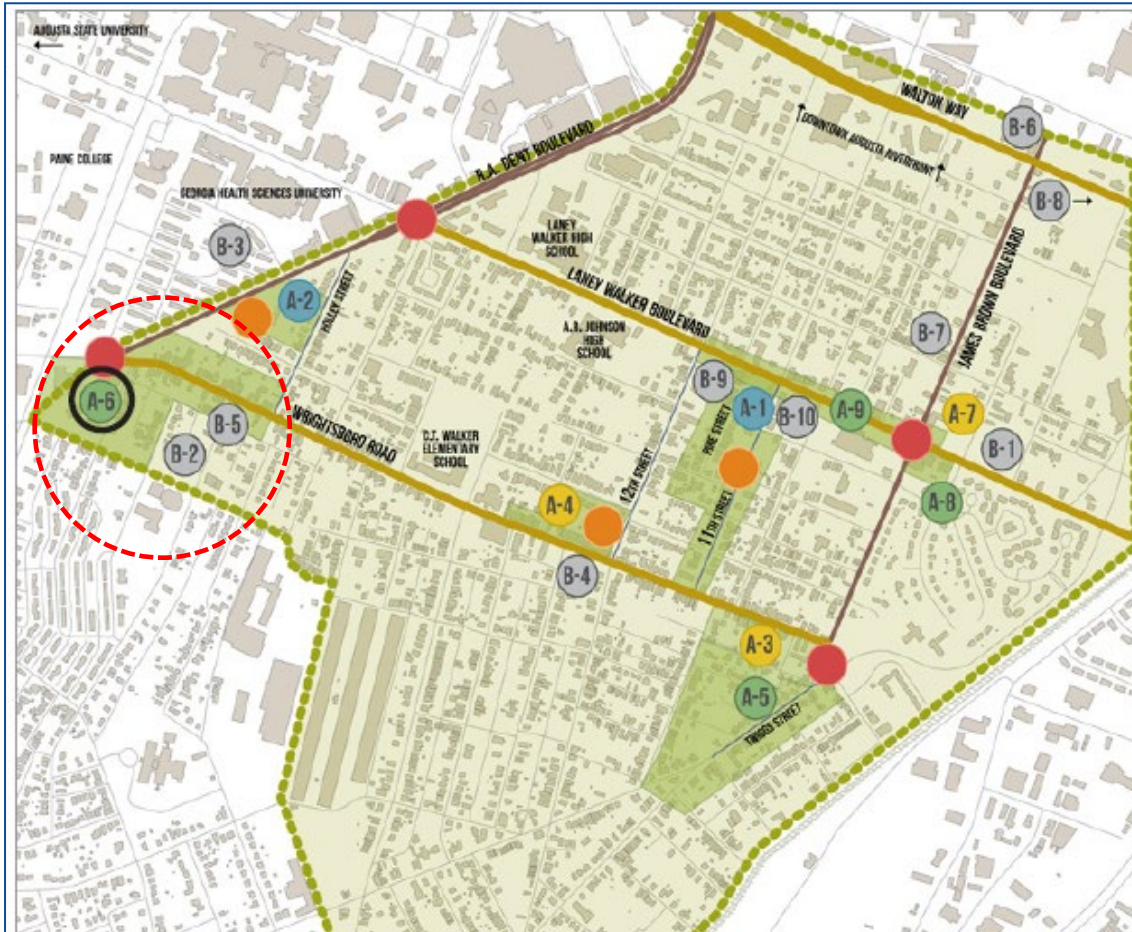 AUGUSTA STATE UNIVERSITY
WALTON WAY
B-6
DOWNTOWN AUGUSTA RIVERFRONT
PAINE COLLEGE
R.A. DENT BOULEVARD
GEORGIA HEALTH SCIENCES UNIVERSITY
B-8
B-3
LANEY
WALKER HIGH
SCHOOL
HOLLEY STREET
A-2
LANEY WALKER BOULEVARD
JAMES BROWN BOULEVARD
B-7
A.R. JOHNSON
HIGH
SCHOOL
A-6
B-5
B-2
WRIGHTSBORO ROAD
B-9
A-1
B-10
A-9
A-7
B-1
PINE STREET
C.T. WALKER
ELEMENTARY
SCHOOL
12TH STREET
A-4
11TH STREET
A-8
B-4
A-3
A-5
TWIGGS STREET